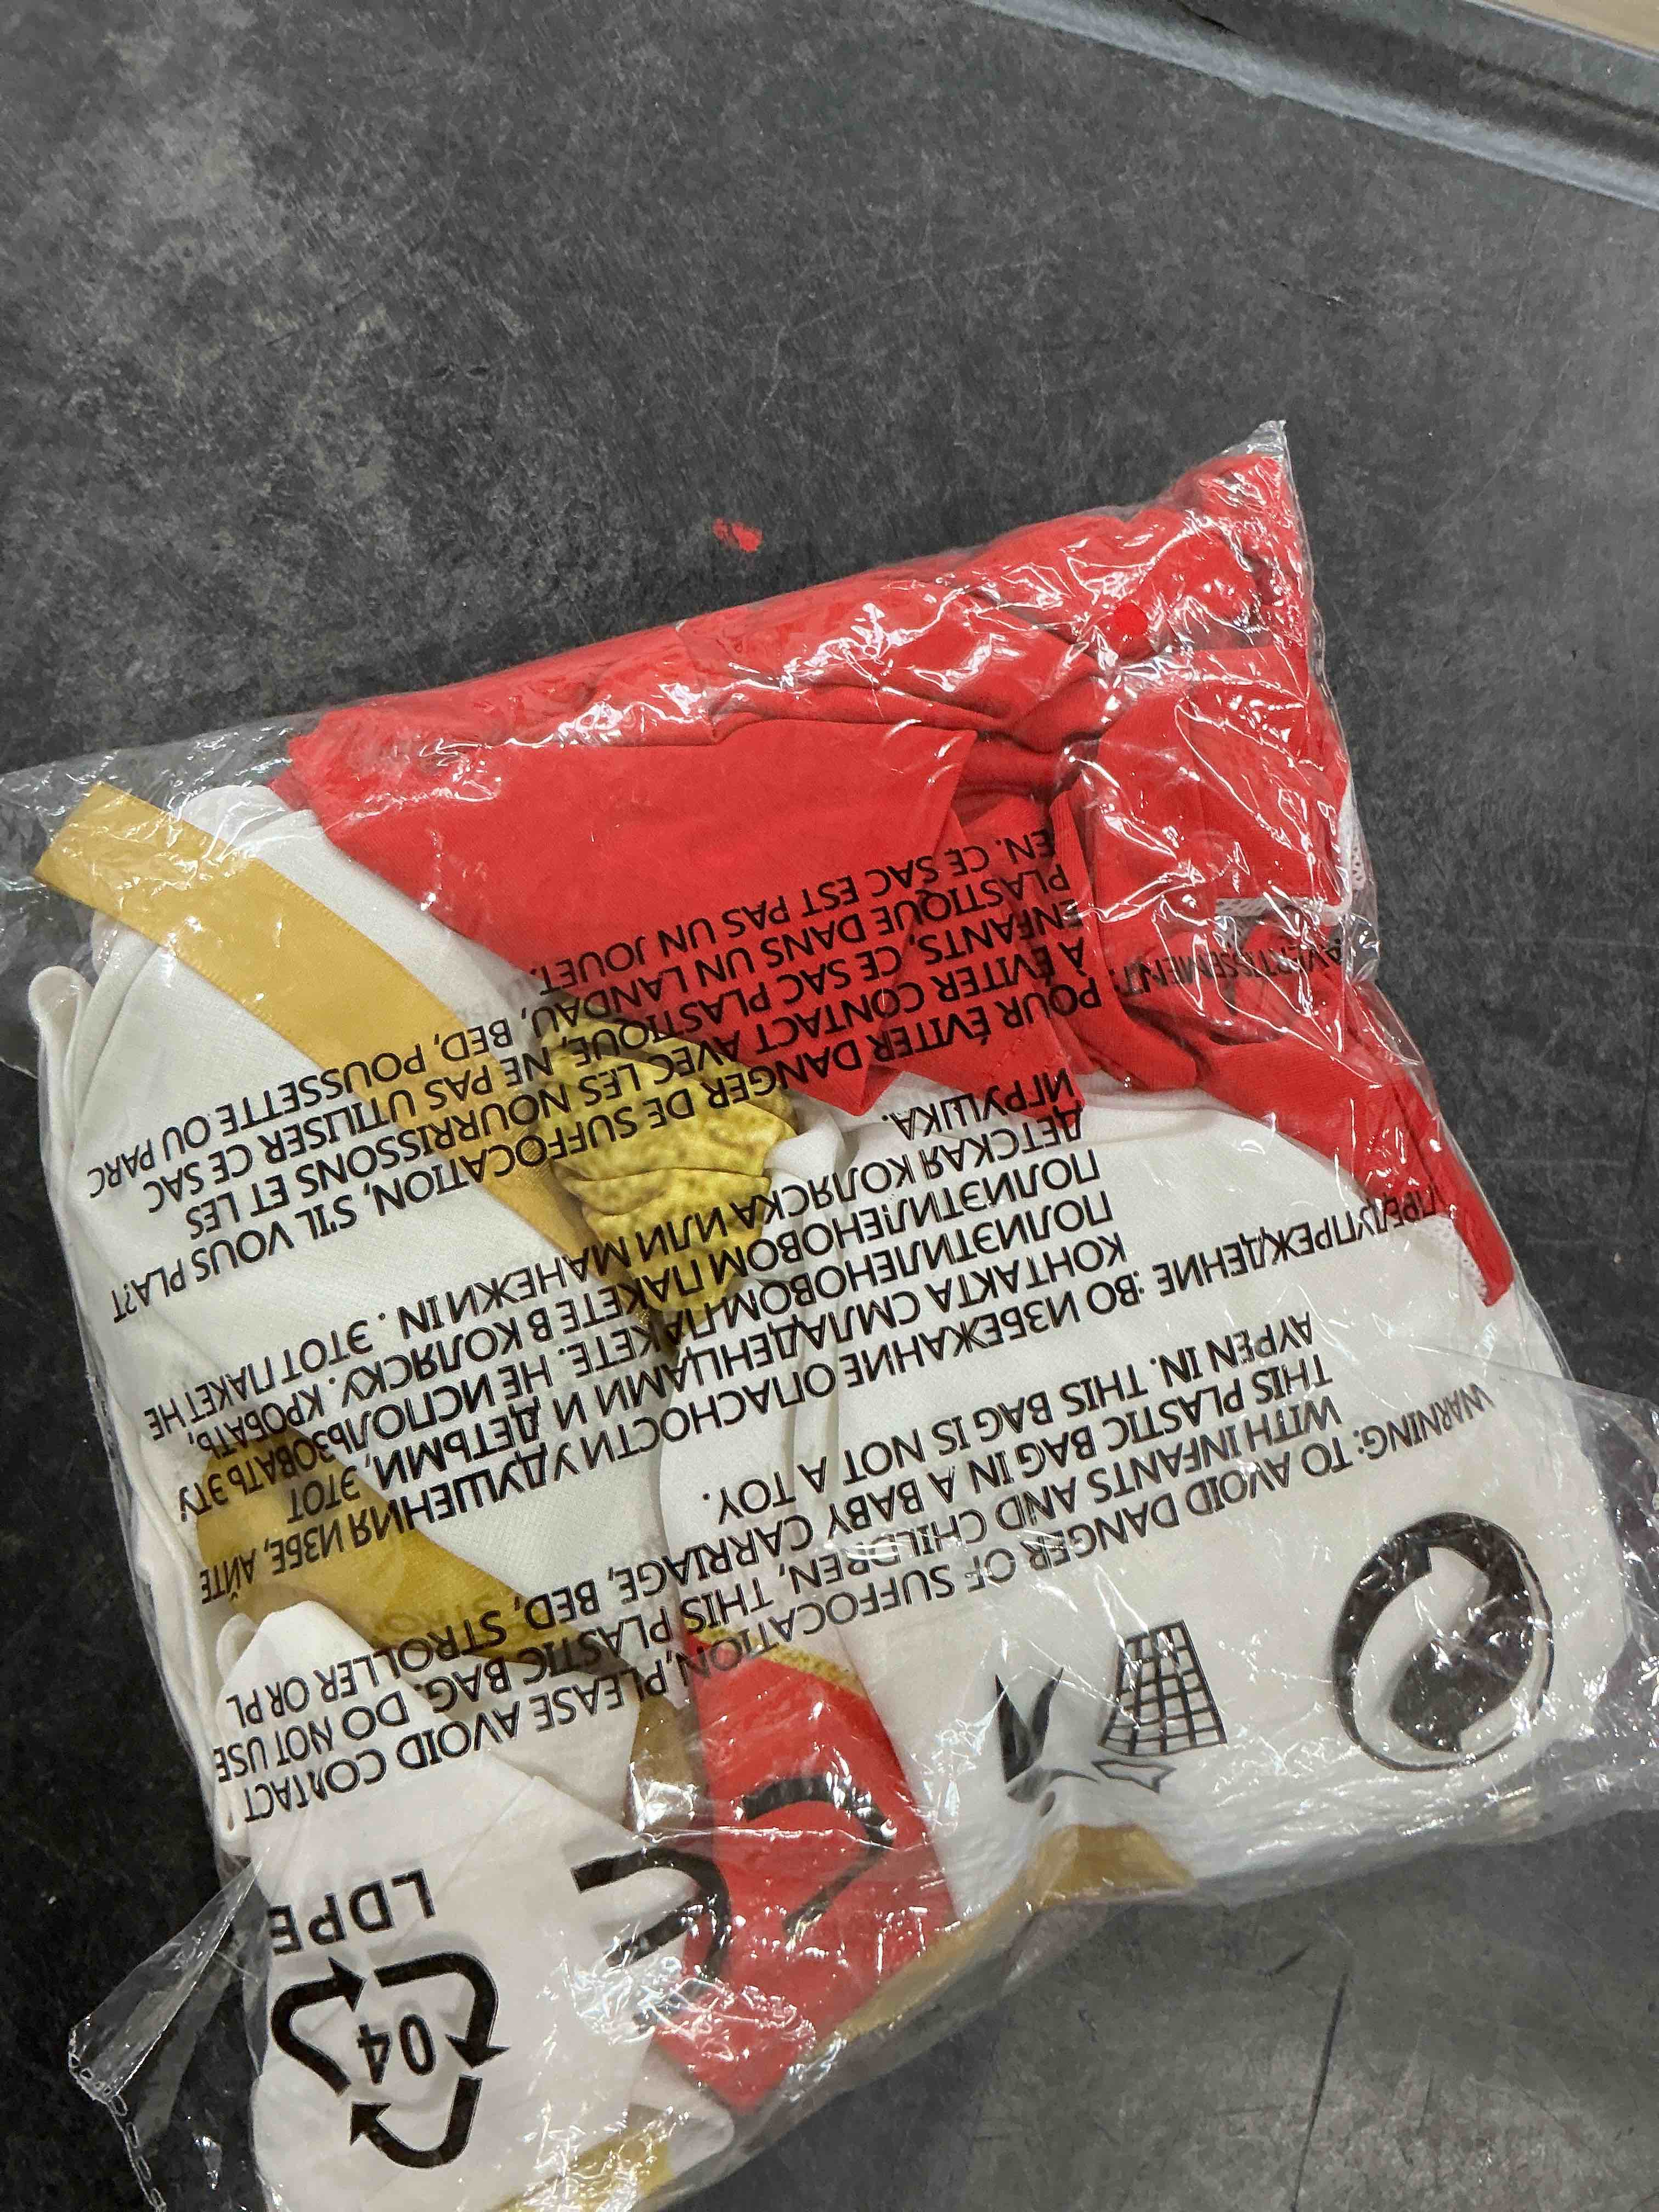 04
LDPE
WARNING: TO AVOID DANGER OF SUFFOCATION,PLEASE AVOID CONTACT
WITH INFANTS AND CHILDREN, THIS PLASTIC BAG. DO NOT USE
THIS PLASTIC BAG IN A BABY CARRIAGE, BED, STROLLER OR PL
AYPEN IN. THIS BAG IS NOT A TOY.
ПРЕДУПРЕЖДЕНИЕ :ВО ИЗБЕЖАНИЕ ОПАСНОСТИ УДУШЕНИЯ ИЗБЕ, АЙТЕ
КОНТАКТА СМЛАДЕНЦАМИ И ДЕТЬМИ, ЭТОТ
ПОЛИЭТИЛЕНОВОМ ПАКЕТЕ. НЕ ИСПОЛЬЗОВАТЬ ЭТУ
ПОЛИЭТИЛЕНОВОМ ПАКЕТЕ В КОЛЯСКУ. КРОВАТЬ,
ДЕТСКАЯ КОЛЯСКА ИЛИ МАНЕЖИ IN . ЭТОТ ПАКЕТ НЕ
ИГРУШКА.
AVERTISSEMENT:
POUR ÉVITER DANGER DE SUFFOCATION, S'IL VOUS PLA?T
À ÉVITER CONTACT AVEC LES NOURRISSONS ET LES
ENFANTS, CE SAC PLASTIQUE, NE PAS UTILISER CE SAC
PLASTIQUE DANS UN LANDAU, BED, POUSSETTE OU PARC
EN. CE SAC EST PAS UN JOUET.